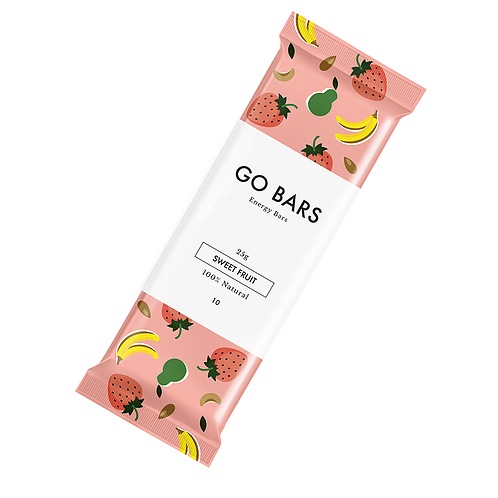 GO BARS
Energy Bars
25g
SWEET FRUIT
100% Natural
10